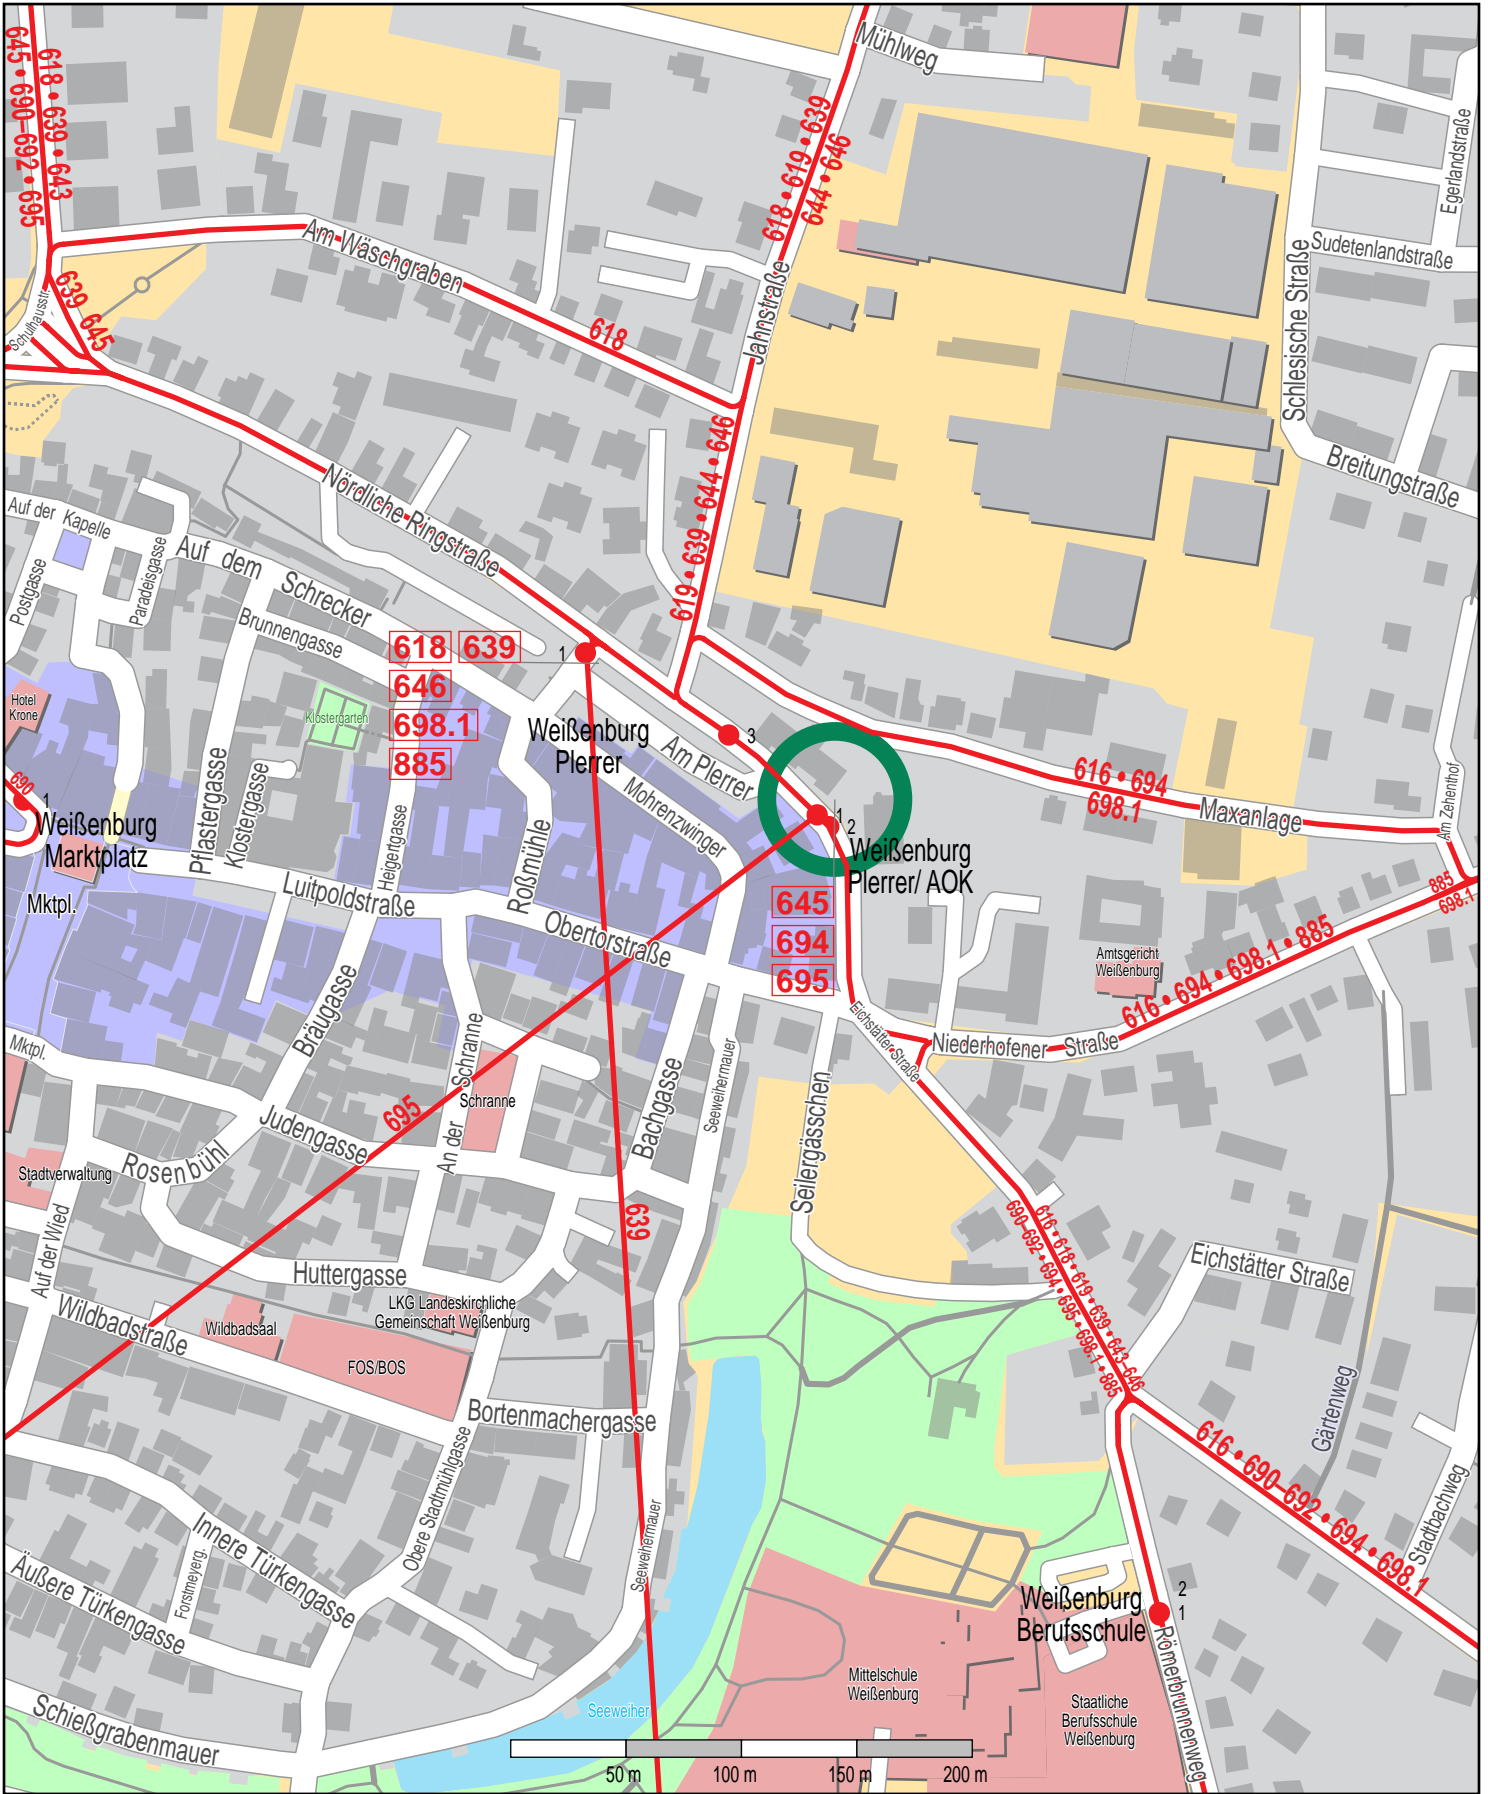 Mühlweg
645 • 690–692 • 695
618 • 639 • 643
618 • 619 • 639
644 • 646
Egerlandstraße
Sudetenlandstraße
Schlesische Straße
Am Wäschgraben
Jahnstraße
Schulhausstr.
639
645
618
Breitungstraße
619 • 639 • 644 • 646
Nördliche Ringstraße
Auf der Kapelle
Postgasse
Paradeisgasse
Auf dem Schrecker
Brunnengasse
618 639
646
698.1
885
1
Weißenburg
Plerrer
3
Am Plerrer
Hotel
Krone
Klostergarten
Pflastergasse
Klostergasse
Heigertgasse
Roßmühle
Mohrenzwinger
616 • 694
698.1
Maxanlage
Am Zehenthof
690
1
Weißenburg
Marktplatz
Mktpl.
1
2
Weißenburg
Plerrer/ AOK
645
694
695
Luitpoldstraße
Obertorstraße
885
698.1
616 • 694 • 698.1 • 885
Amtsgericht
Weißenburg
Bräugasse
Eichstätter Straße
Niederhofener Straße
Mktpl.
An der Schranne
Schranne
Bachgasse
Seeweihermauer
Seilergässchen
695
Judengasse
Rosenbühl
Stadtverwaltung
Auf der Wied
639
616 • 618 • 619 • 639 • 643–646
690–692 • 694 • 695 • 698.1 • 885
Eichstätter Straße
Huttergasse
LKG Landeskirchliche
Gemeinschaft Weißenburg
Wildbadstraße
Wildbadsaal
FOS/BOS
Bortenmachergasse
Gärtenweg
616 • 690–692 • 694 • 698.1
Stadtbachweg
Obere Stadtmühlgasse
Innere Türkengasse
Forstmeyerg.
Äußere Türkengasse
Seeweihermauer
Weißenburg
Berufsschule
2
1
Römerbrunnenweg
Mittelschule
Weißenburg
Staatliche
Berufsschule
Weißenburg
Seeweiher
Schießgrabenmauer
50 m 100 m 150 m 200 m